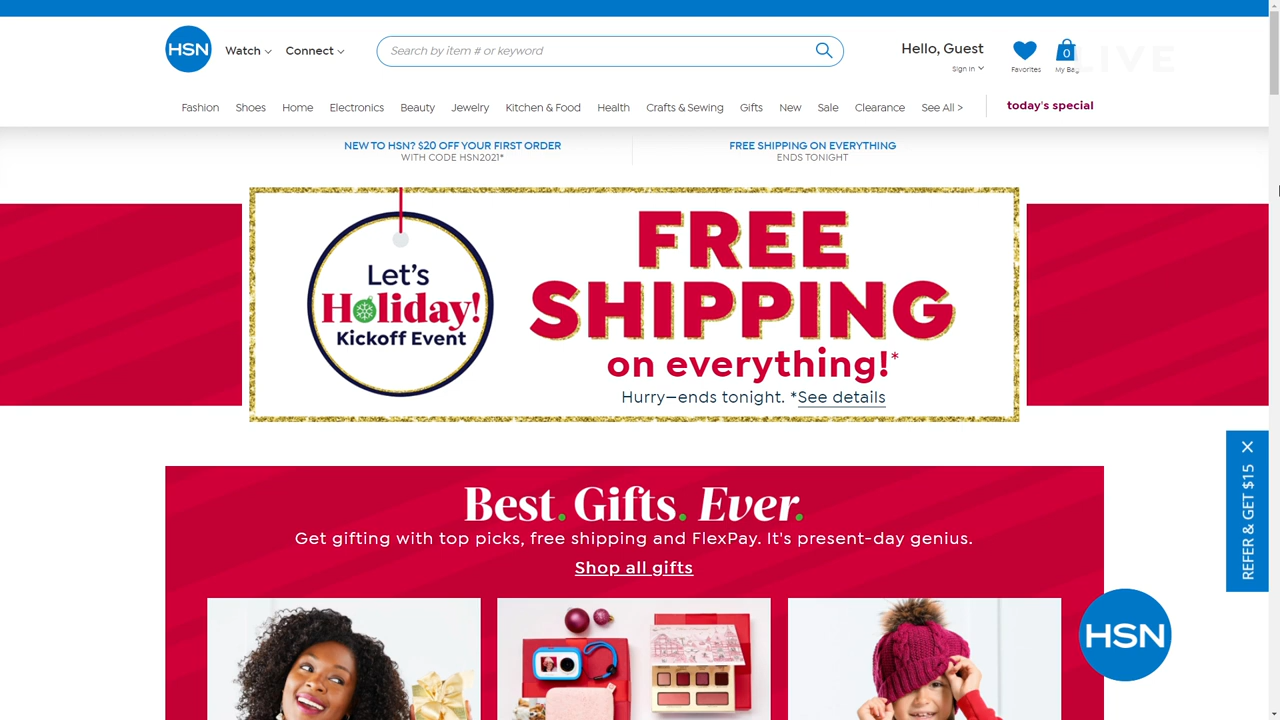 HSN
Watch
Connect
Search by item # or keyword
Hello, Guest
Sign In
Favorites
0
My Bag
LIVE
Fashion
Shoes
Home
Electronics
Beauty
Jewelry
Kitchen & Food
Health
Crafts & Sewing
Gifts
New
Sale
Clearance
See All >
today's special
NEW TO HSN? $20 OFF YOUR FIRST ORDER
WITH CODE HSN2021*
FREE SHIPPING ON EVERYTHING
ENDS TONIGHT
Let's
Holiday!
Kickoff Event
FREE
SHIPPING
on everything!*
Hurry—ends tonight. *See details
REFER & GET $15
Best. Gifts. Ever.
Get gifting with top picks, free shipping and FlexPay. It's present-day genius.
Shop all gifts
HSN